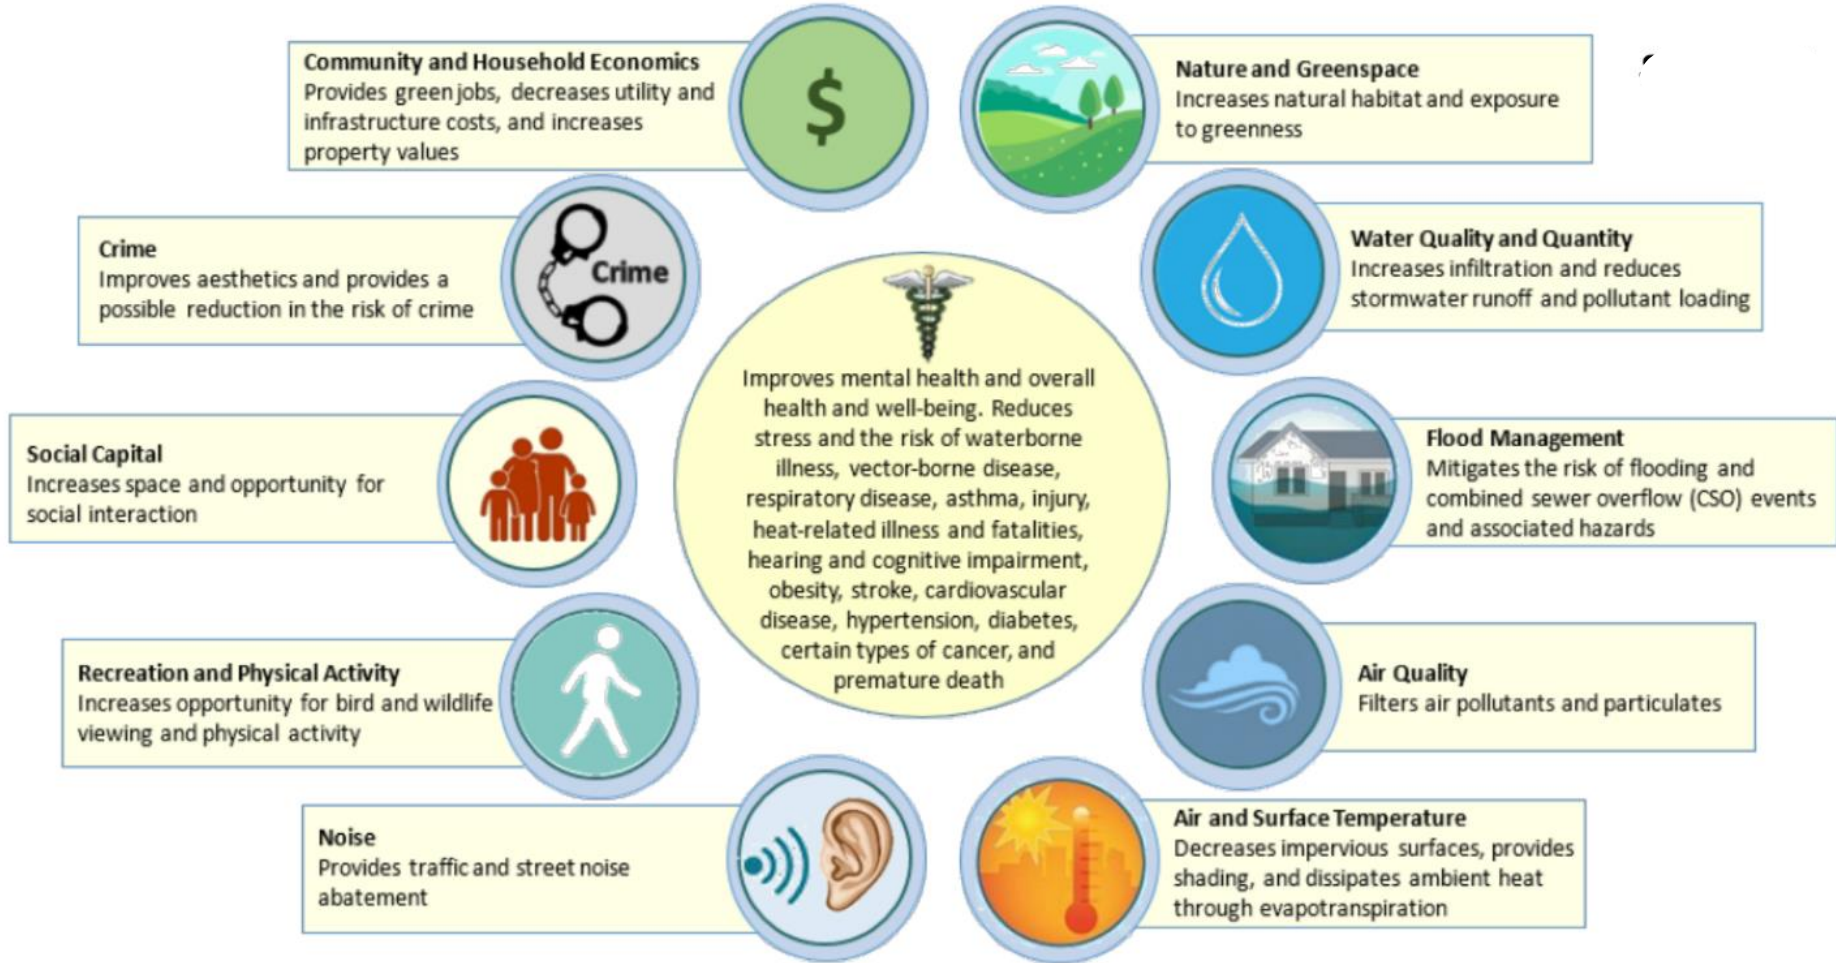 Community and Household Economics
Provides green jobs, decreases utility and
infrastructure costs, and increases
property values
$
Nature and Greenspace
Increases natural habitat and exposure
to greenness
Crime
Improves aesthetics and provides a
possible reduction in the risk of crime
Crime
Water Quality and Quantity
Increases infiltration and reduces
stormwater runoff and pollutant loading
Improves mental health and overall
health and well-being. Reduces
stress and the risk of waterborne
illness, vector-borne disease,
respiratory disease, asthma, injury,
heat-related illness and fatalities,
hearing and cognitive impairment,
obesity, stroke, cardiovascular
disease, hypertension, diabetes,
certain types of cancer, and
premature death
Social Capital
Increases space and opportunity for
social interaction
Flood Management
Mitigates the risk of flooding and
combined sewer overflow (CSO) events
and associated hazards
Recreation and Physical Activity
Increases opportunity for bird and wildlife
viewing and physical activity
Air Quality
Filters air pollutants and particulates
Noise
Provides traffic and street noise
abatement
Air and Surface Temperature
Decreases impervious surfaces, provides
shading, and dissipates ambient heat
through evapotranspiration